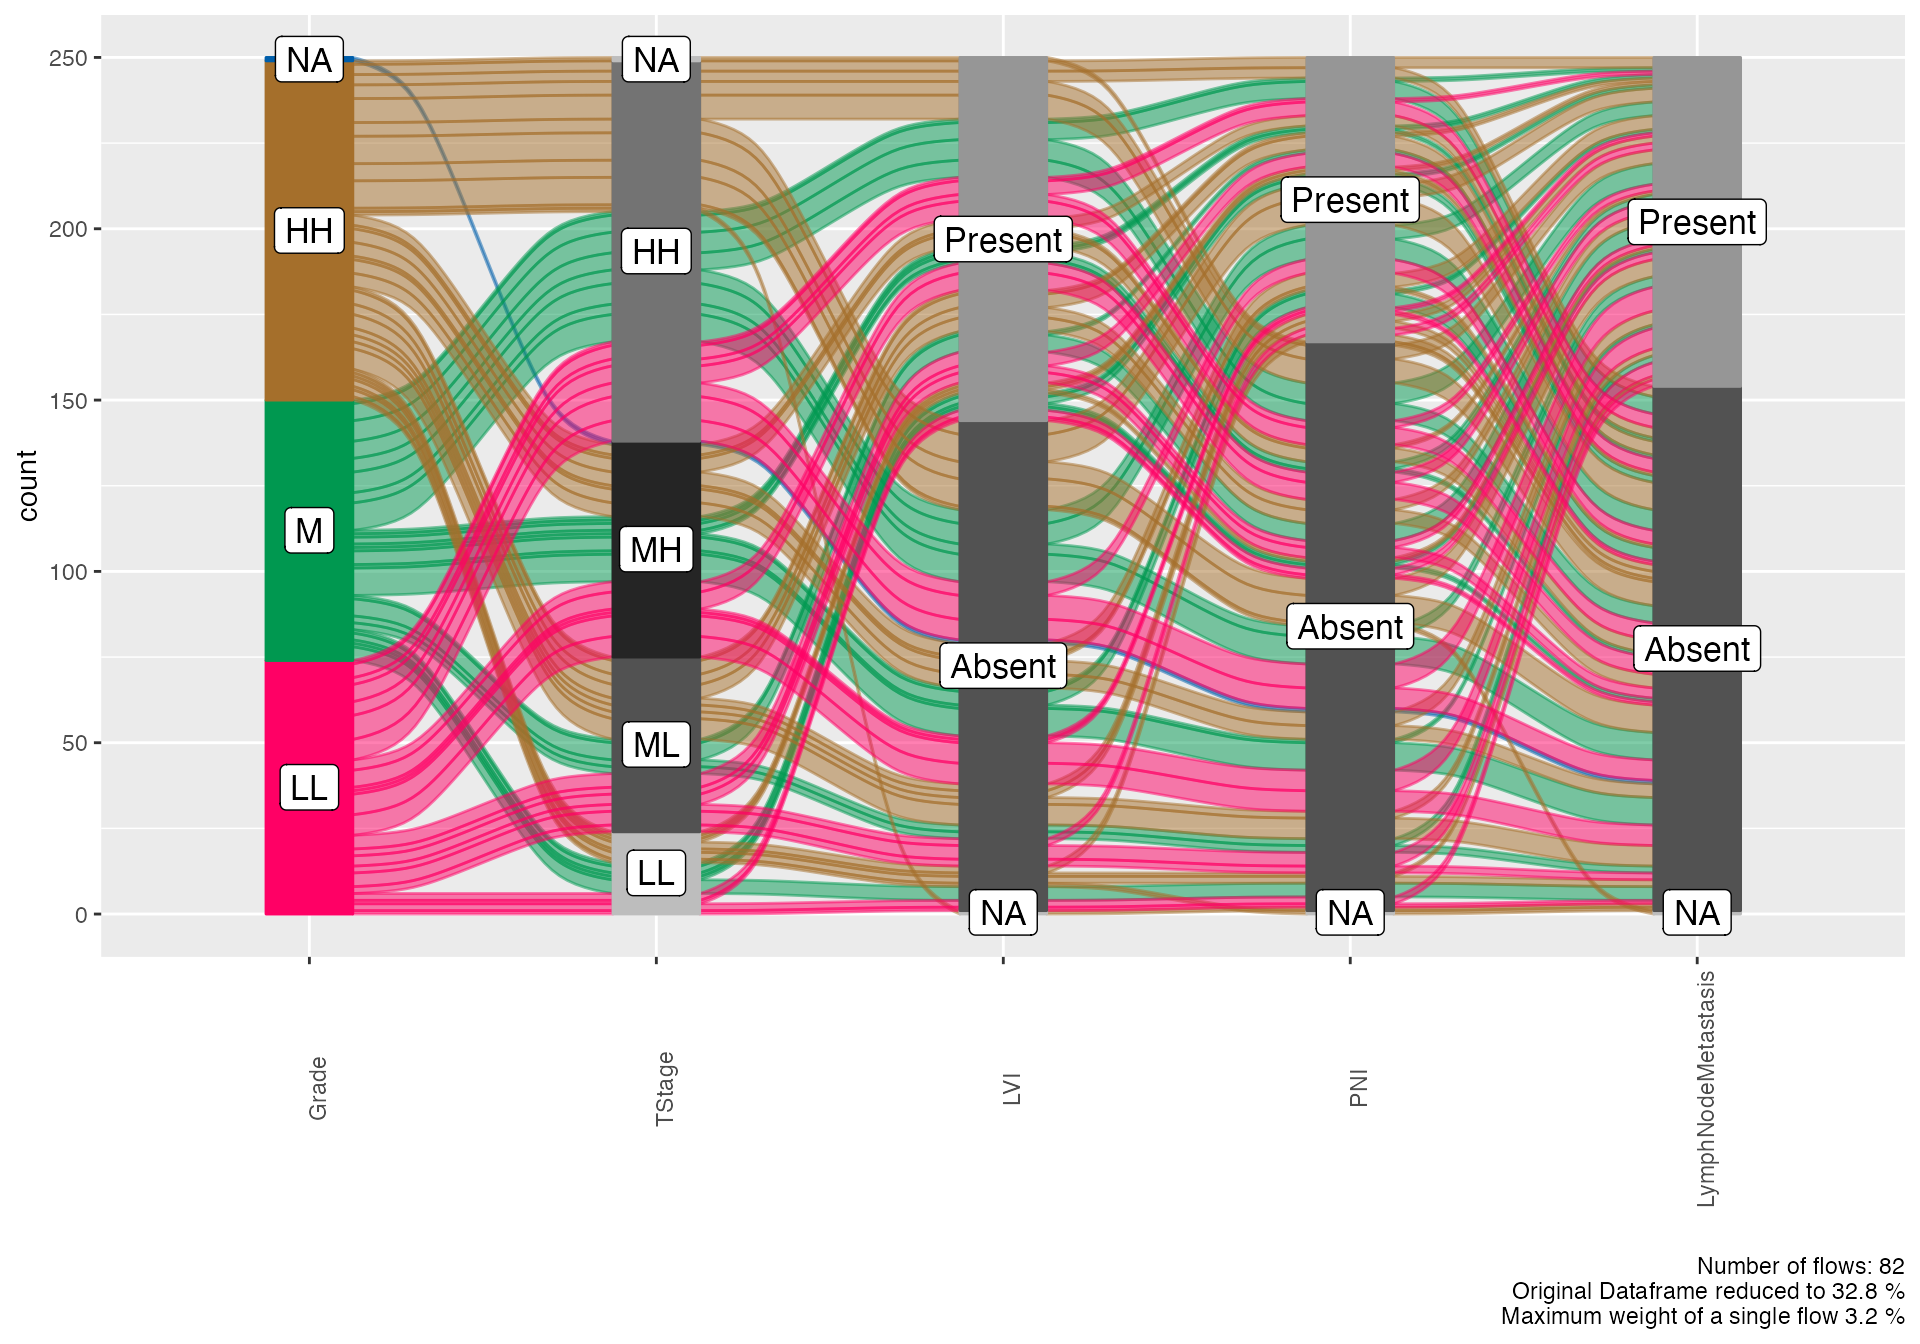 count
250
200
150
100
50
0
NA
HH
M
LL
NA
HH
MH
ML
LL
Present
Absent
NA
Present
Absent
NA
Present
Absent
NA
Grade
TStage
LVI
PNI
LymphNodeMetastasis
Number of flows: 82
Original Dataframe reduced to 32.8 %
Maximum weight of a single flow 3.2 %